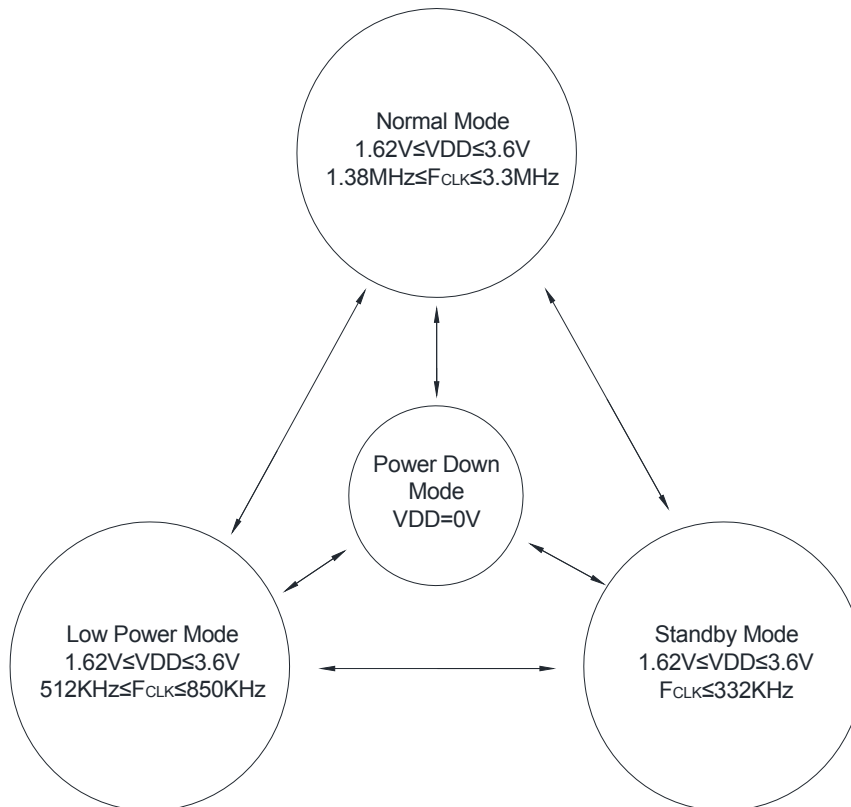 Normal Mode
1.62V≤VDD≤3.6V
1.38MHz≤FCLK≤3.3MHz
Power Down
Mode
VDD=0V
Low Power Mode
1.62V≤VDD≤3.6V
512KHz≤FCLK≤850KHz
Standby Mode
1.62V≤VDD≤3.6V
FCLK≤332KHz